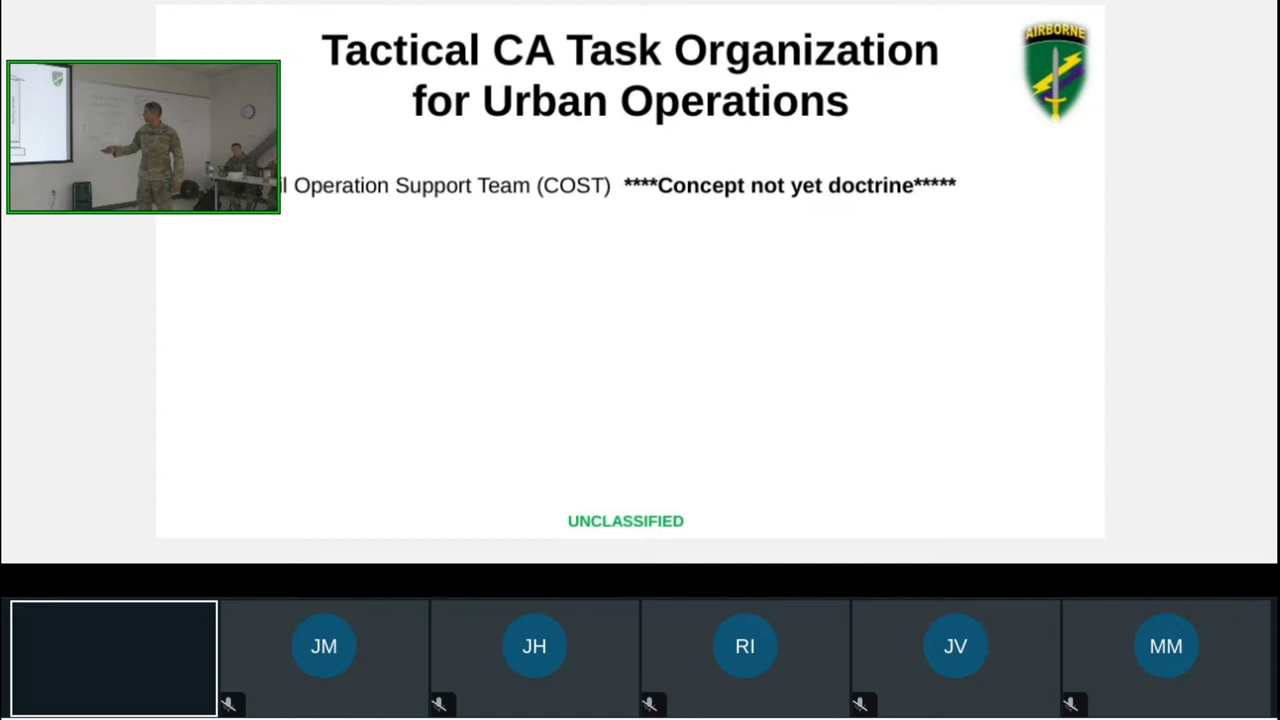 Tactical CA Task Organization
for Urban Operations
AIRBORNE
il Operation Support Team (COST) ****Concept not yet doctrine*****
UNCLASSIFIED
JM
JH
RI
JV
MM